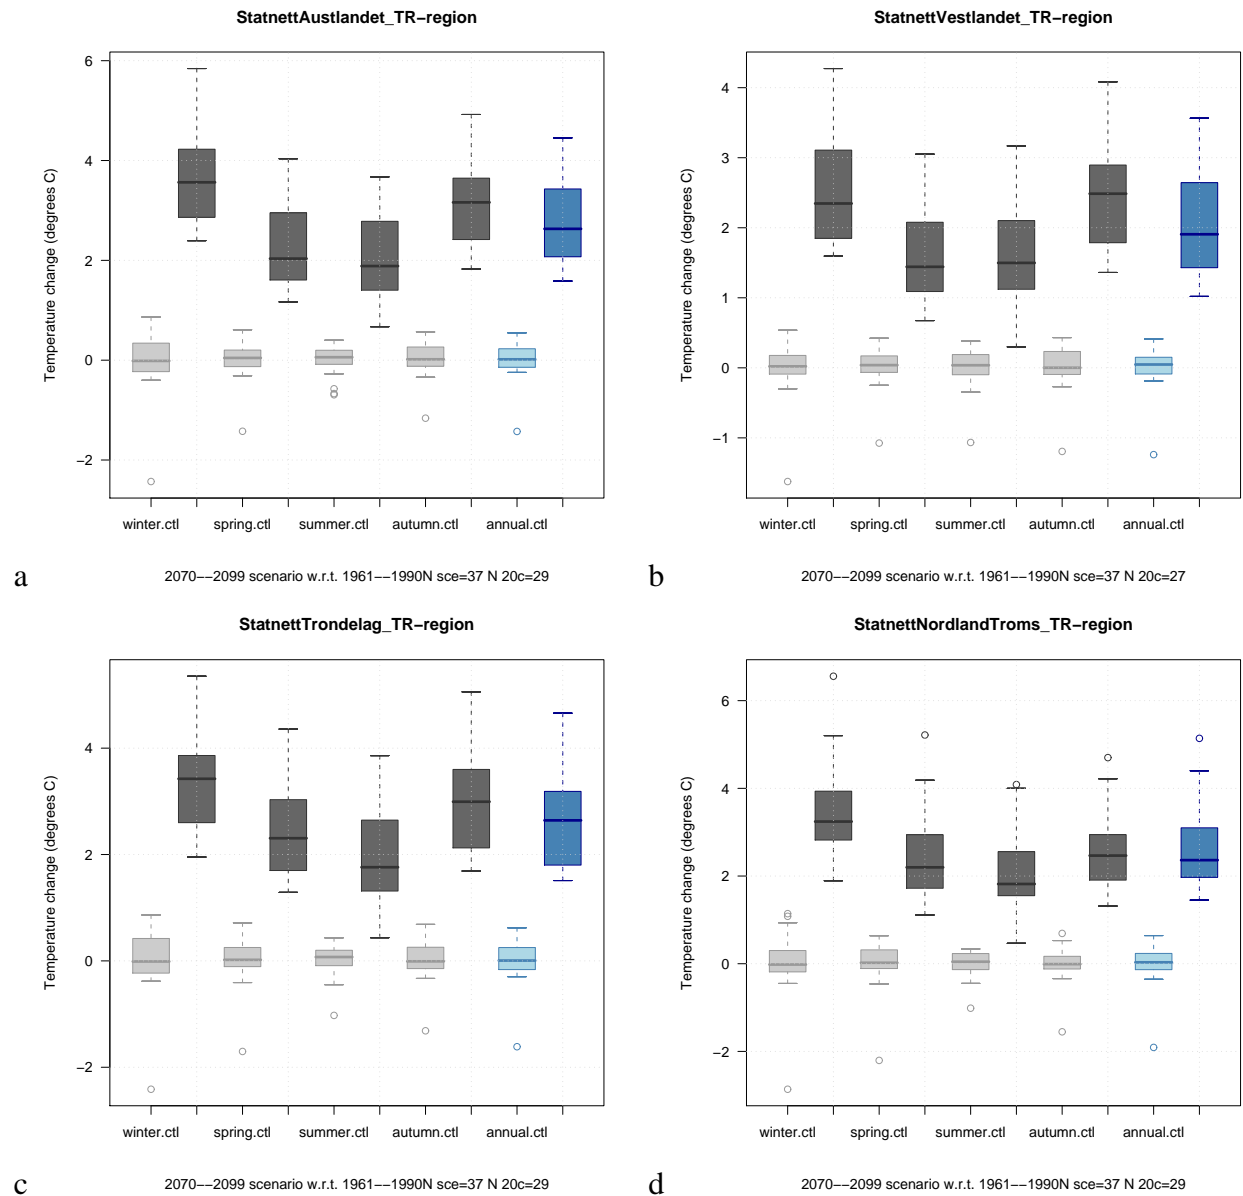 StatnettAustlandet_TR−region
Temperature change (degrees C)
6
4
2
0
−2
winter.ctl spring.ctl summer.ctl autumn.ctl annual.ctl
2070−−2099 scenario w.r.t. 1961−−1990N sce=37 N 20c=29
a
StatnettVestlandet_TR−region
Temperature change (degrees C)
4
3
2
1
0
−1
winter.ctl spring.ctl summer.ctl autumn.ctl annual.ctl
2070−−2099 scenario w.r.t. 1961−−1990N sce=37 N 20c=27
b
StatnettTrondelag_TR−region
Temperature change (degrees C)
4
2
0
−2
winter.ctl spring.ctl summer.ctl autumn.ctl annual.ctl
2070−−2099 scenario w.r.t. 1961−−1990N sce=37 N 20c=29
c
StatnettNordlandTroms_TR−region
Temperature change (degrees C)
6
4
2
0
−2
winter.ctl spring.ctl summer.ctl autumn.ctl annual.ctl
2070−−2099 scenario w.r.t. 1961−−1990N sce=37 N 20c=29
d